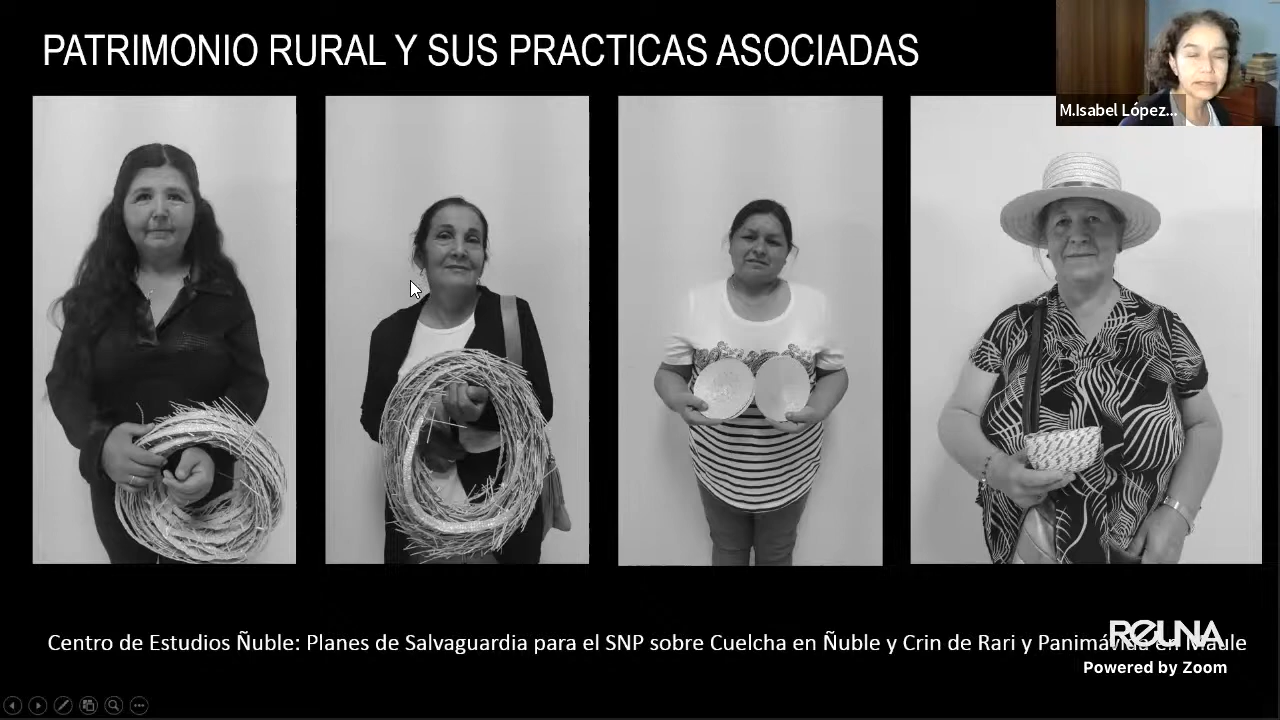 PATRIMONIO RURAL Y SUS PRACTICAS ASOCIADAS
M.Isabel López...
Centro de Estudios Ñuble: Planes de Salvaguardia para el SNP sobre Cuelcha en Ñuble y Crin de Rari y Panimávida en Maule
REUNA
Powered by Zoom